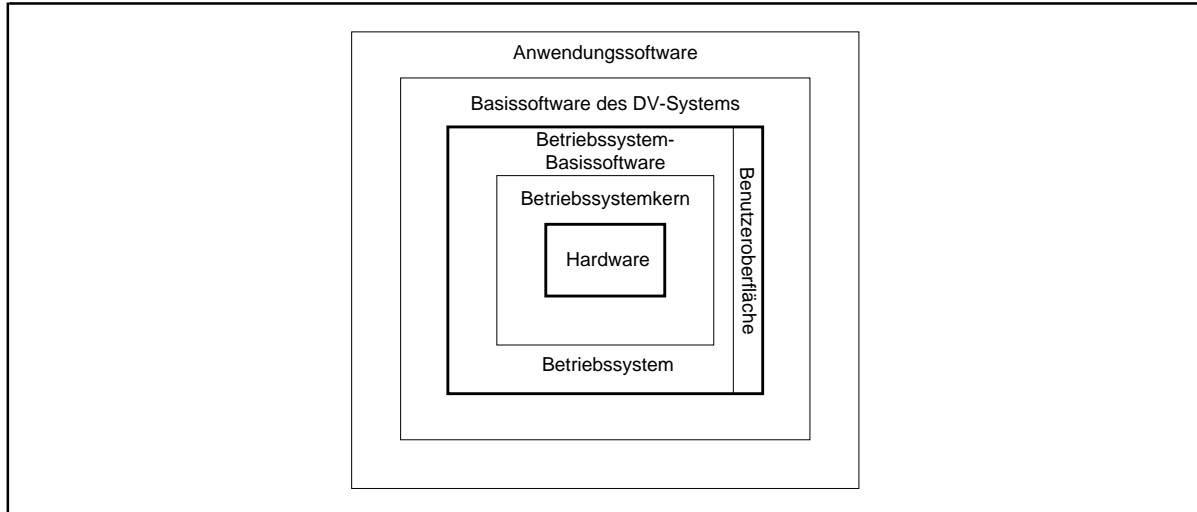 Anwendungssoftware
Basissoftware des DV-Systems
Betriebssystem-
Basissoftware
Betriebssystemkern
Hardware
Benutzeroberfläche
Betriebssystem